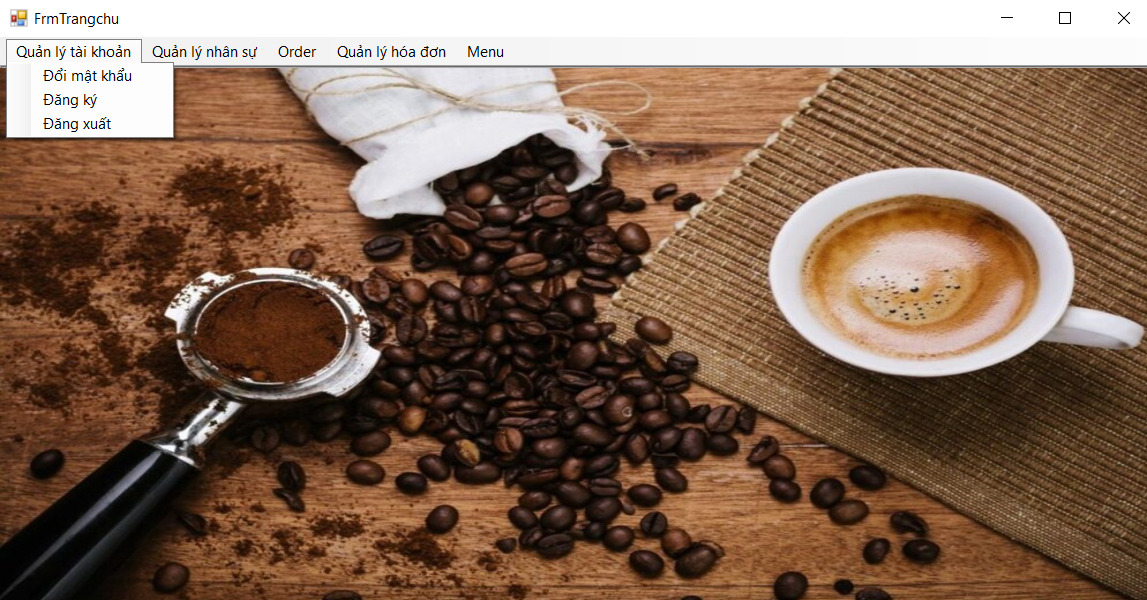 FrmTrangchu
Quản lý tài khoản Quản lý nhân sự Order Quản lý hóa đơn Menu
Đổi mật khẩu
Đăng ký
Đăng xuất